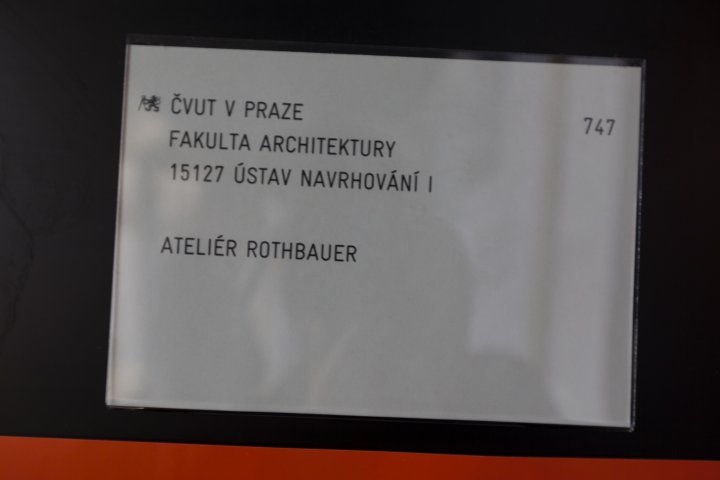 ČVUT V PRAZE
747
FAKULTA ARCHITEKTURY
15127 ÚSTAV NAVRHOVÁNÍ I
ATELIÉR ROTHBAUER